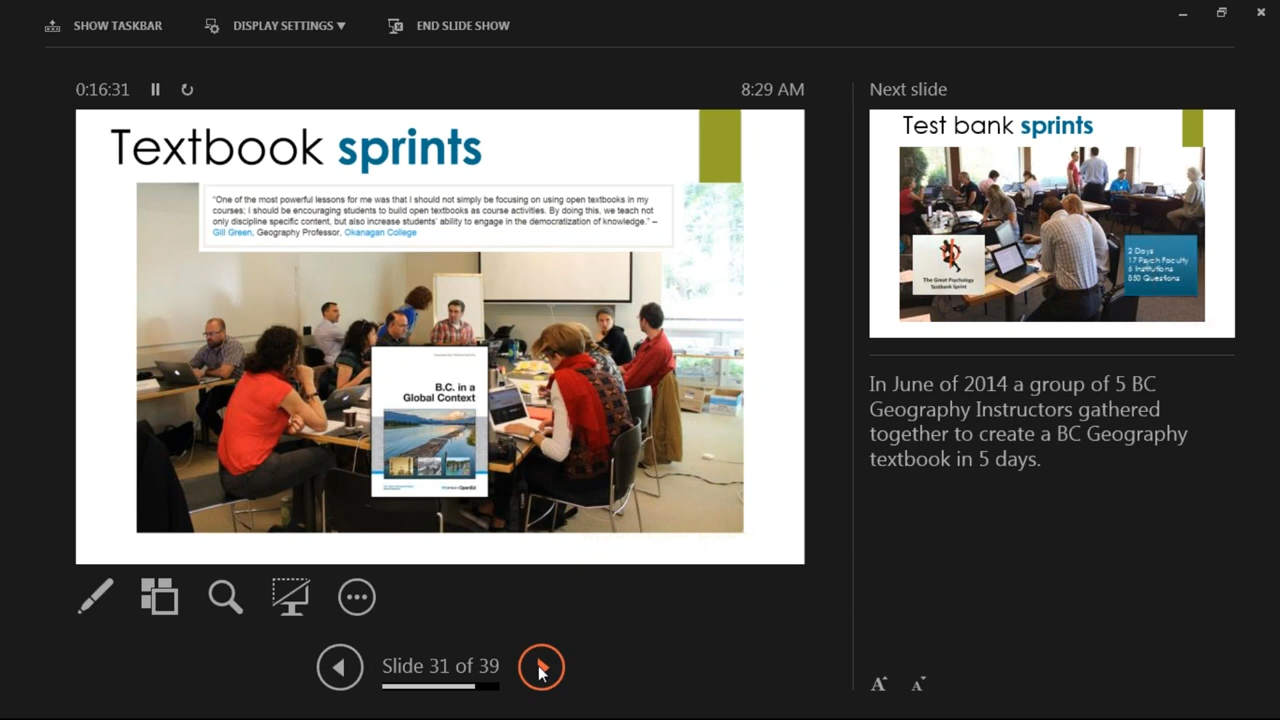 SHOW TASKBAR
DISPLAY SETTINGS ▼
END SLIDE SHOW
0:16:31
8:29 AM
Textbook sprints
"One of the most powerful lessons for me was that I should not simply be focusing on using open textbooks in my
courses; I should be encouraging students to build open textbooks as course activities. By doing this, we teach not
only discipline specific content, but also increase students' ability to engage in the democratization of knowledge." –
Gill Green, Geography Professor, Okanagan College
B.C. in a
Global Context
OpenEd
Slide 31 of 39
Next slide
Test bank sprints
The Great Psychology
Testbank Sprint
2 Days
17 Psych Faculty
6 Institutions
850 Questions
In June of 2014 a group of 5 BC
Geography Instructors gathered
together to create a BC Geography
textbook in 5 days.
A A